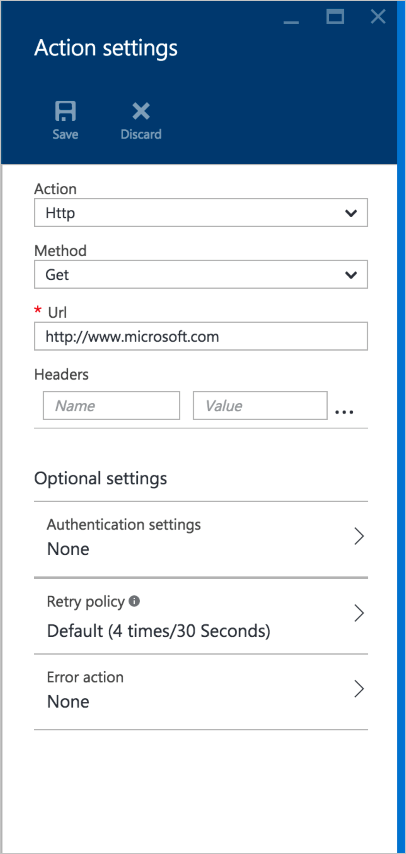 Action settings
Save Discard
Action
Http
Method
Get
* Url
http://www.microsoft.com
Headers
Name Value ...
Optional settings
Authentication settings
None
Retry policy
Default (4 times/30 Seconds)
Error action
None